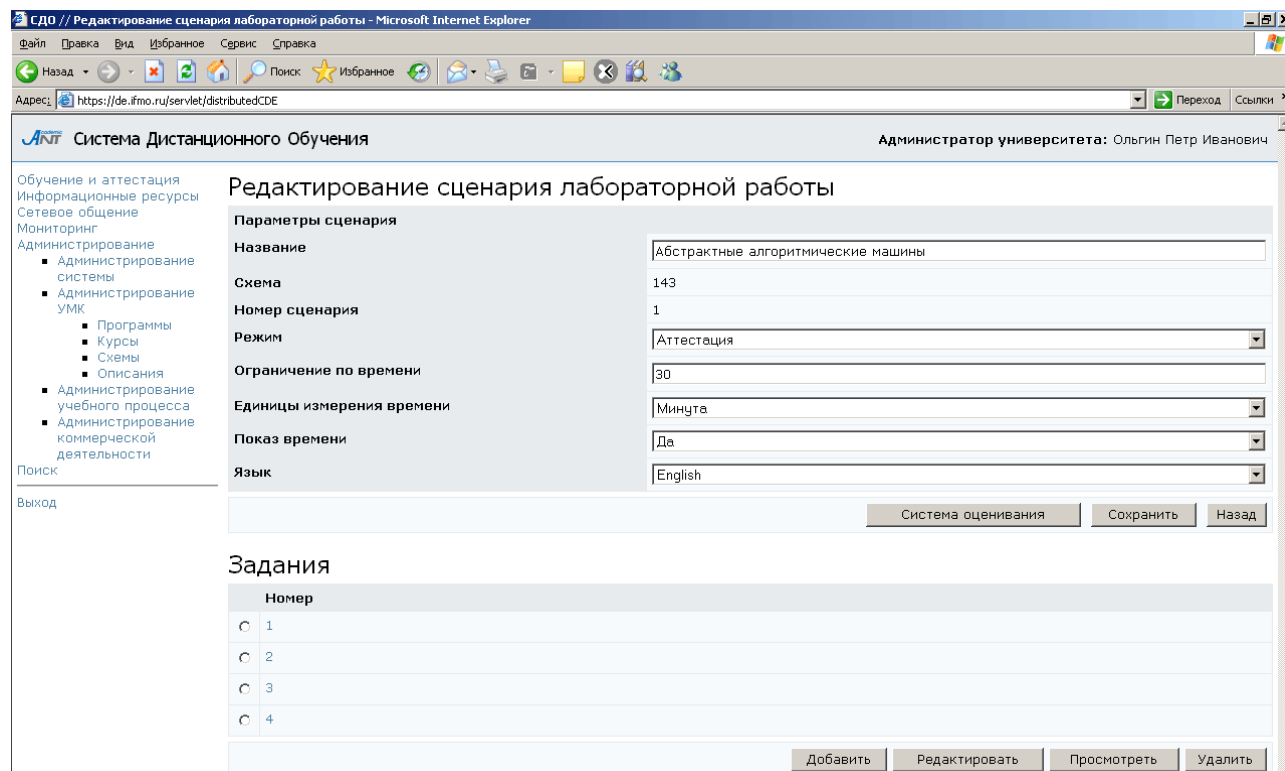 СДО // Редактирование сценария лабораторной работы - Microsoft Internet Explorer
Файл Правка Вид Избранное Сервис Справка
Назад Поиск Избранное
Адрес: https://de.ifmo.ru/servlet/distributedCDE Переход Ссылки
Academic ANT Система Дистанционного Обучения Администратор университета: Ольгин Петр Иванович
Обучение и аттестация
Информационные ресурсы
Сетевое общение
Мониторинг
Администрирование
Администрирование
системы
Администрирование
УМК
Программы
Курсы
Схемы
Описания
Администрирование
учебного процесса
Администрирование
коммерческой
деятельности
Поиск
Выход
Редактирование сценария лабораторной работы
Параметры сценария
Название Абстрактные алгоритмические машины
Схема 143
Номер сценария 1
Режим Аттестация
Ограничение по времени 30
Единицы измерения времени Минута
Показ времени Да
Язык English
Система оценивания Сохранить Назад
Задания
Номер
1
2
3
4
Добавить Редактировать Просмотреть Удалить